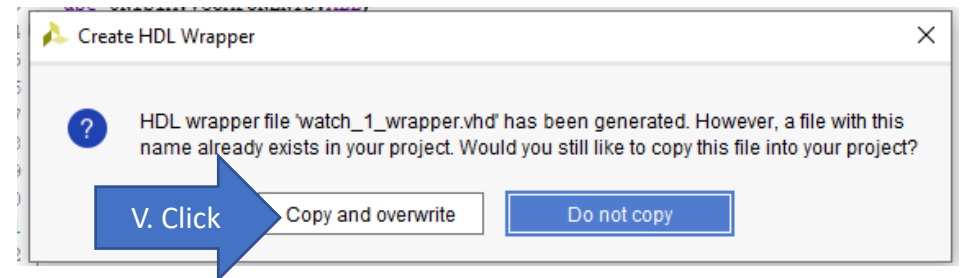 Create HDL Wrapper
HDL wrapper file 'watch_1_wrapper.vhd' has been generated. However, a file with this
name already exists in your project. Would you still like to copy this file into your project?
V. Click
Copy and overwrite
Do not copy